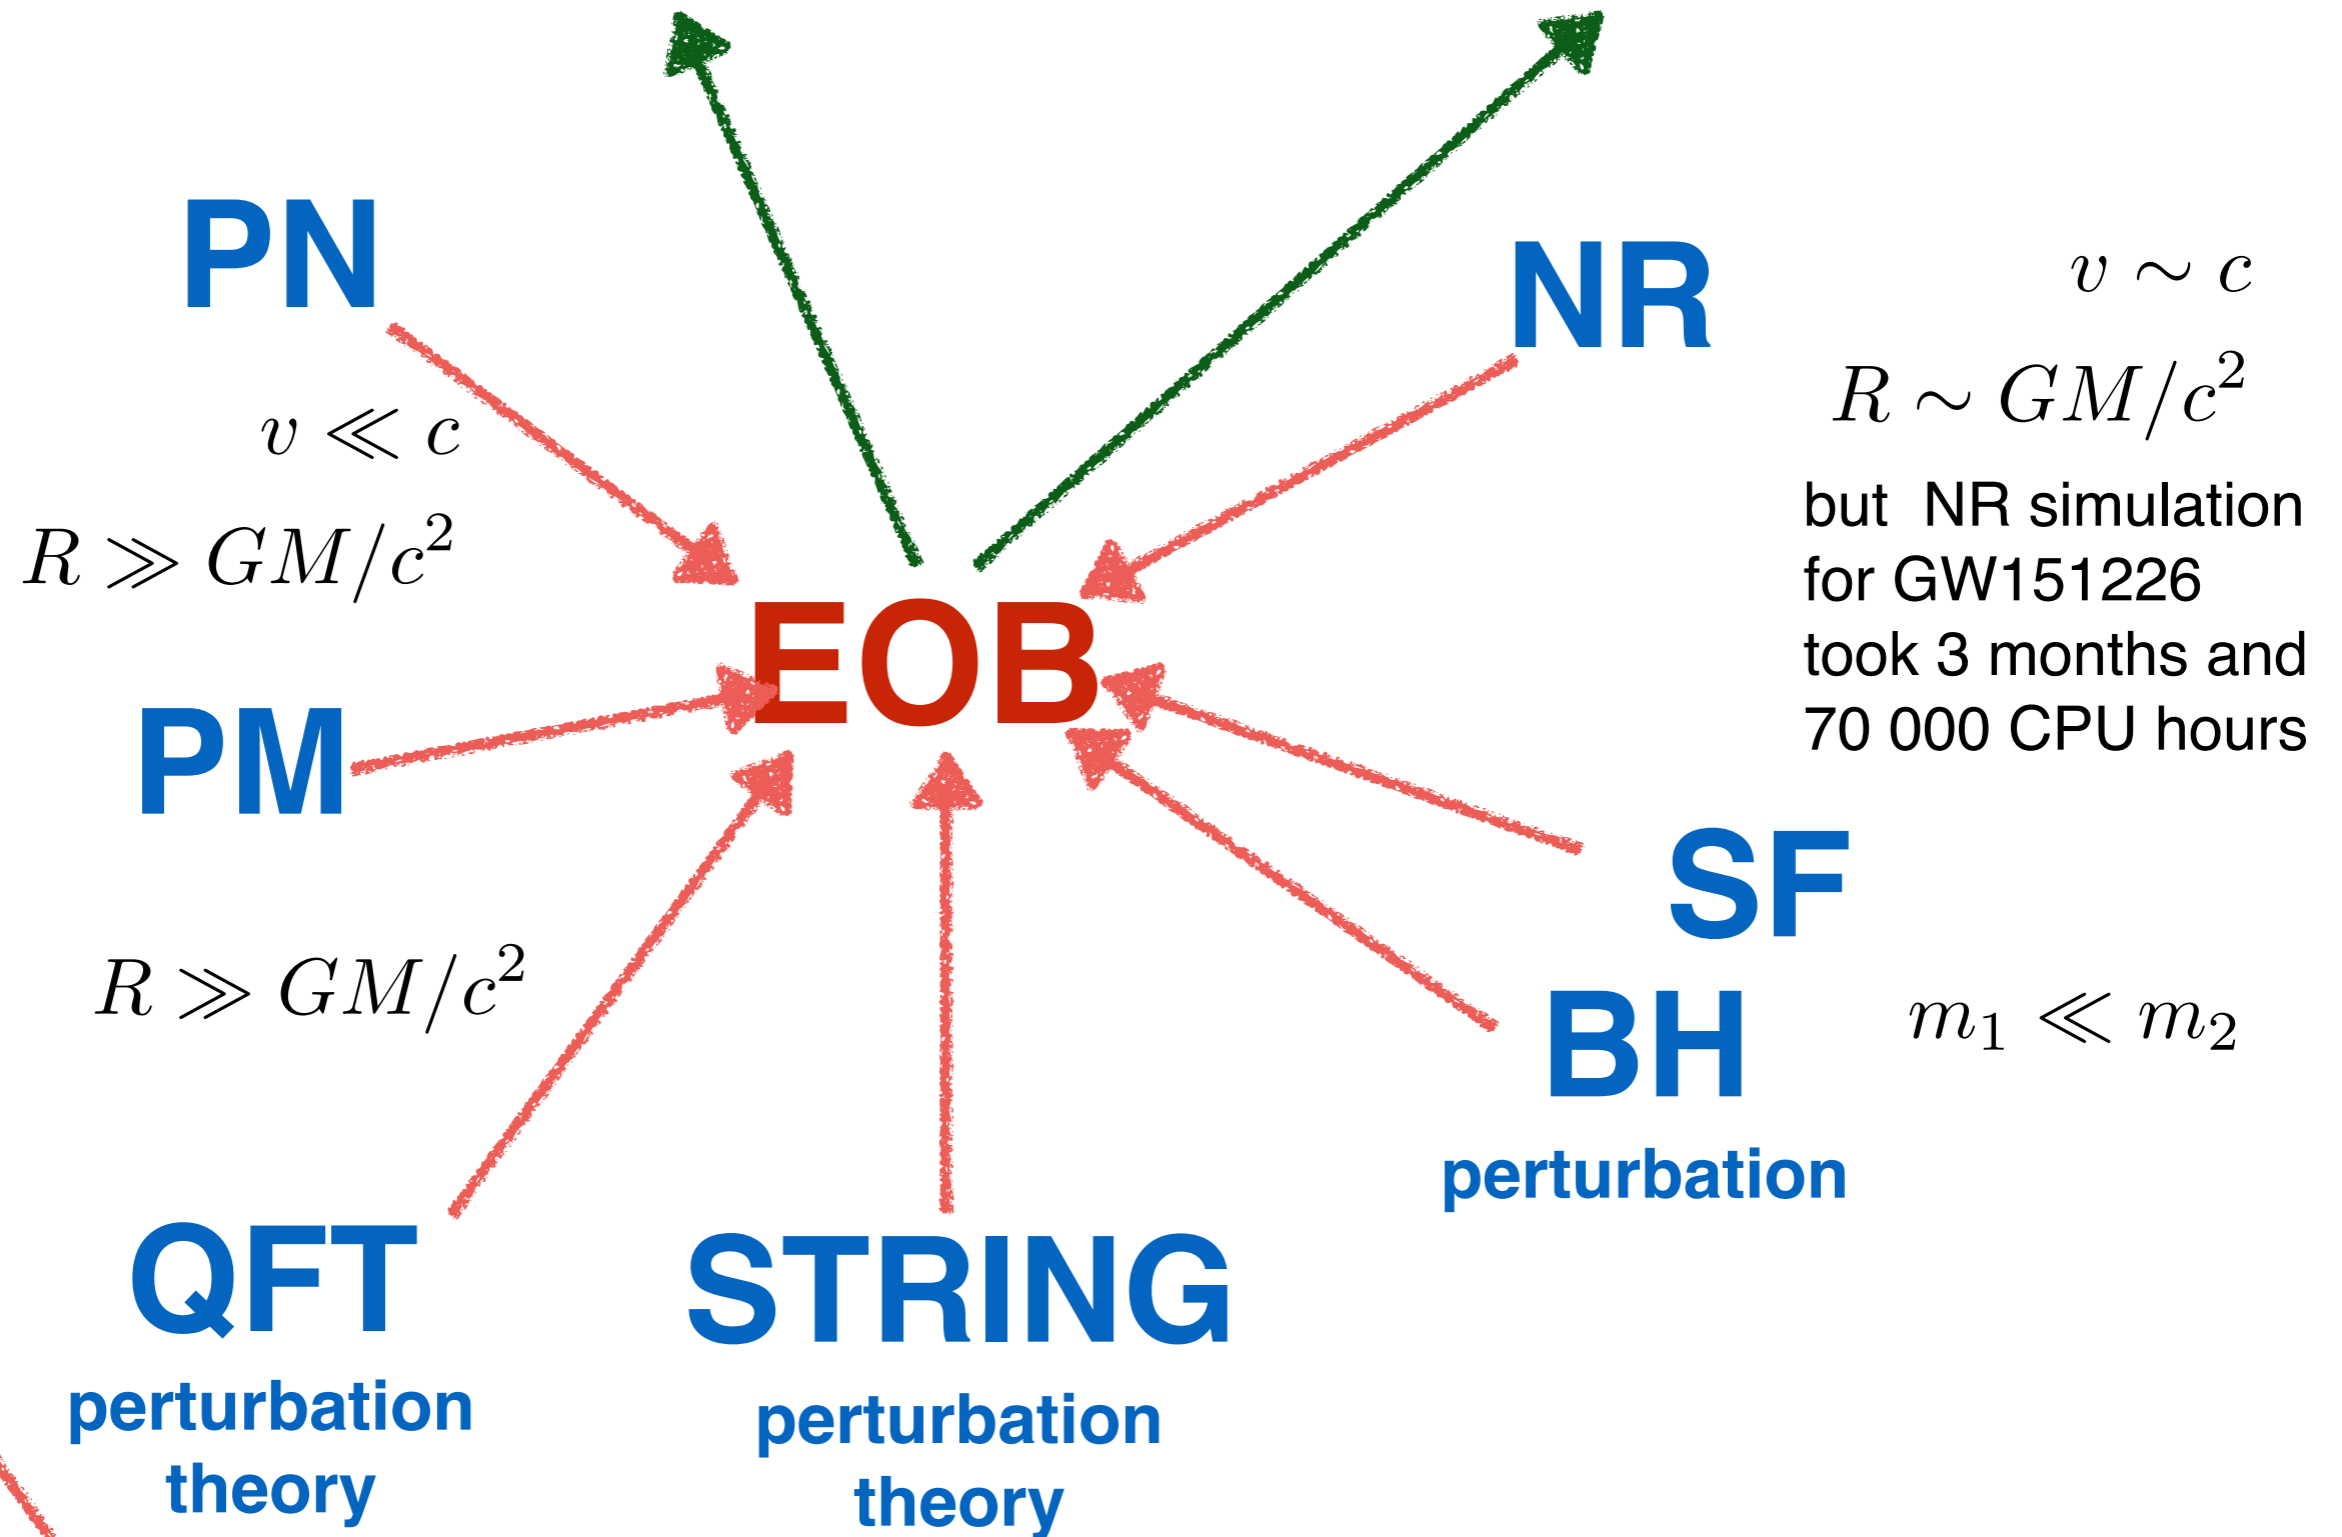 PN
NR
v ∼ c
R ∼ GM/c²
v ≪ c
R ≫ GM/c²
but NR simulation
for GW151226
took 3 months and
70 000 CPU hours
EOB
PM
SF
R ≫ GM/c²
BH
m₁ ≪ m₂
perturbation
QFT
perturbation
theory
STRING
perturbation
theory